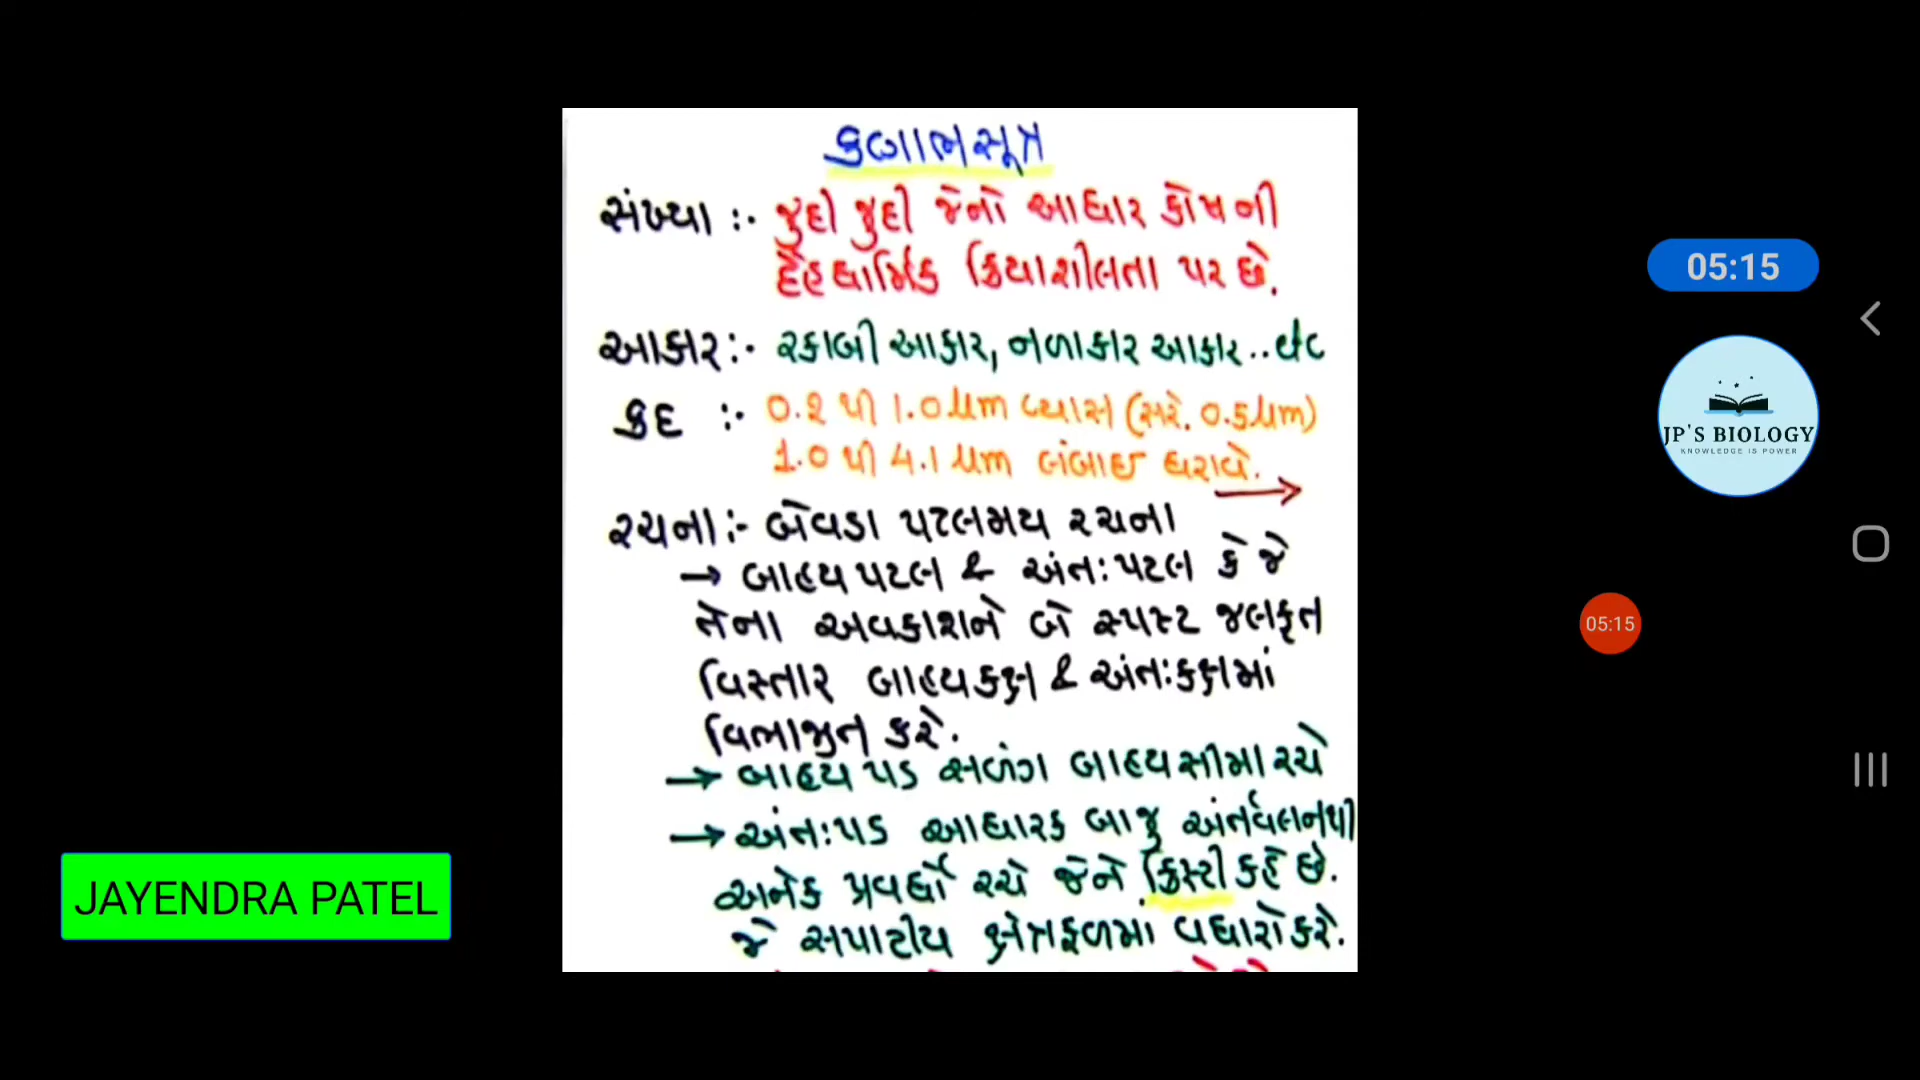 કણાભસૂત્ર
સંખ્યા :- જુદી જુદી જેનો આધાર કોષ ની
દેહધાર્મિક ક્રિયાશીલતા પર છે.
આકાર:- રકાબી આકાર, નળાકાર આકાર..etc
કદ :- 0.2 થી 1.0 μm વ્યાસ (સરે. 0.5μm)
1.0 થી 4.1 μm લંબાઈ ધરાવે.
રચના:- બેવડા પટલમય રચના
→ બાહ્યપટલ & અંત:પટલ કે જે
તેના અવકાશને બે સ્પષ્ટ જલકૃત
વિસ્તાર બાહ્યકક્ષ & અંત:કક્ષમાં
વિભાજીત કરે.
→ બાહ્ય પડ સળંગ બાહ્યસીમા રચે
→ અંત:પડ આધારક બાજુ અંતર્વલનથી
અનેક પ્રવર્ધો રચે જેને ક્રિસ્ટી કહે છે.
જે સપાટીય ક્ષેત્રફળમાં વધારો કરે.
05:15
JP'S BIOLOGY
KNOWLEDGE IS POWER
05:15
JAYENDRA PATEL